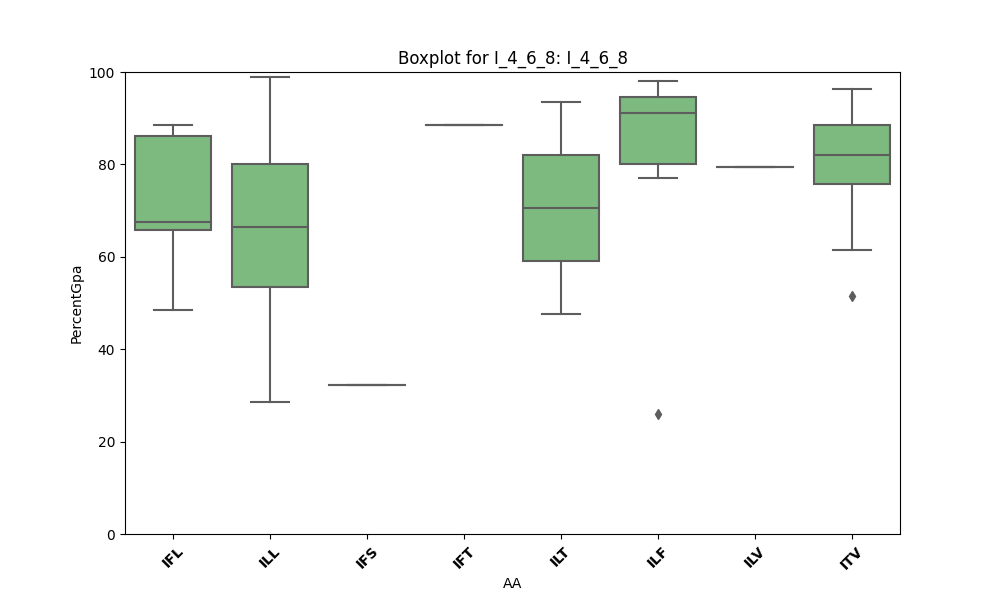 Boxplot for I_4_6_8: I_4_6_8
PercentGpa
100
80
60
40
20
0
IFL
ILL
IFS
IFT
ILT
ILF
ILV
ITV
AA